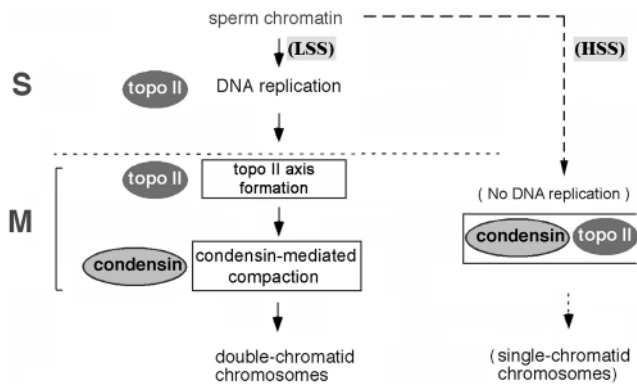 sperm chromatin
(LSS)
(HSS)
S
topo II
DNA replication
topo II
topo II axis
formation
M
( No DNA replication )
condensin
topo II
condensin
condensin-mediated
compaction
double-chromatid
chromosomes
(single-chromatid
chromosomes)